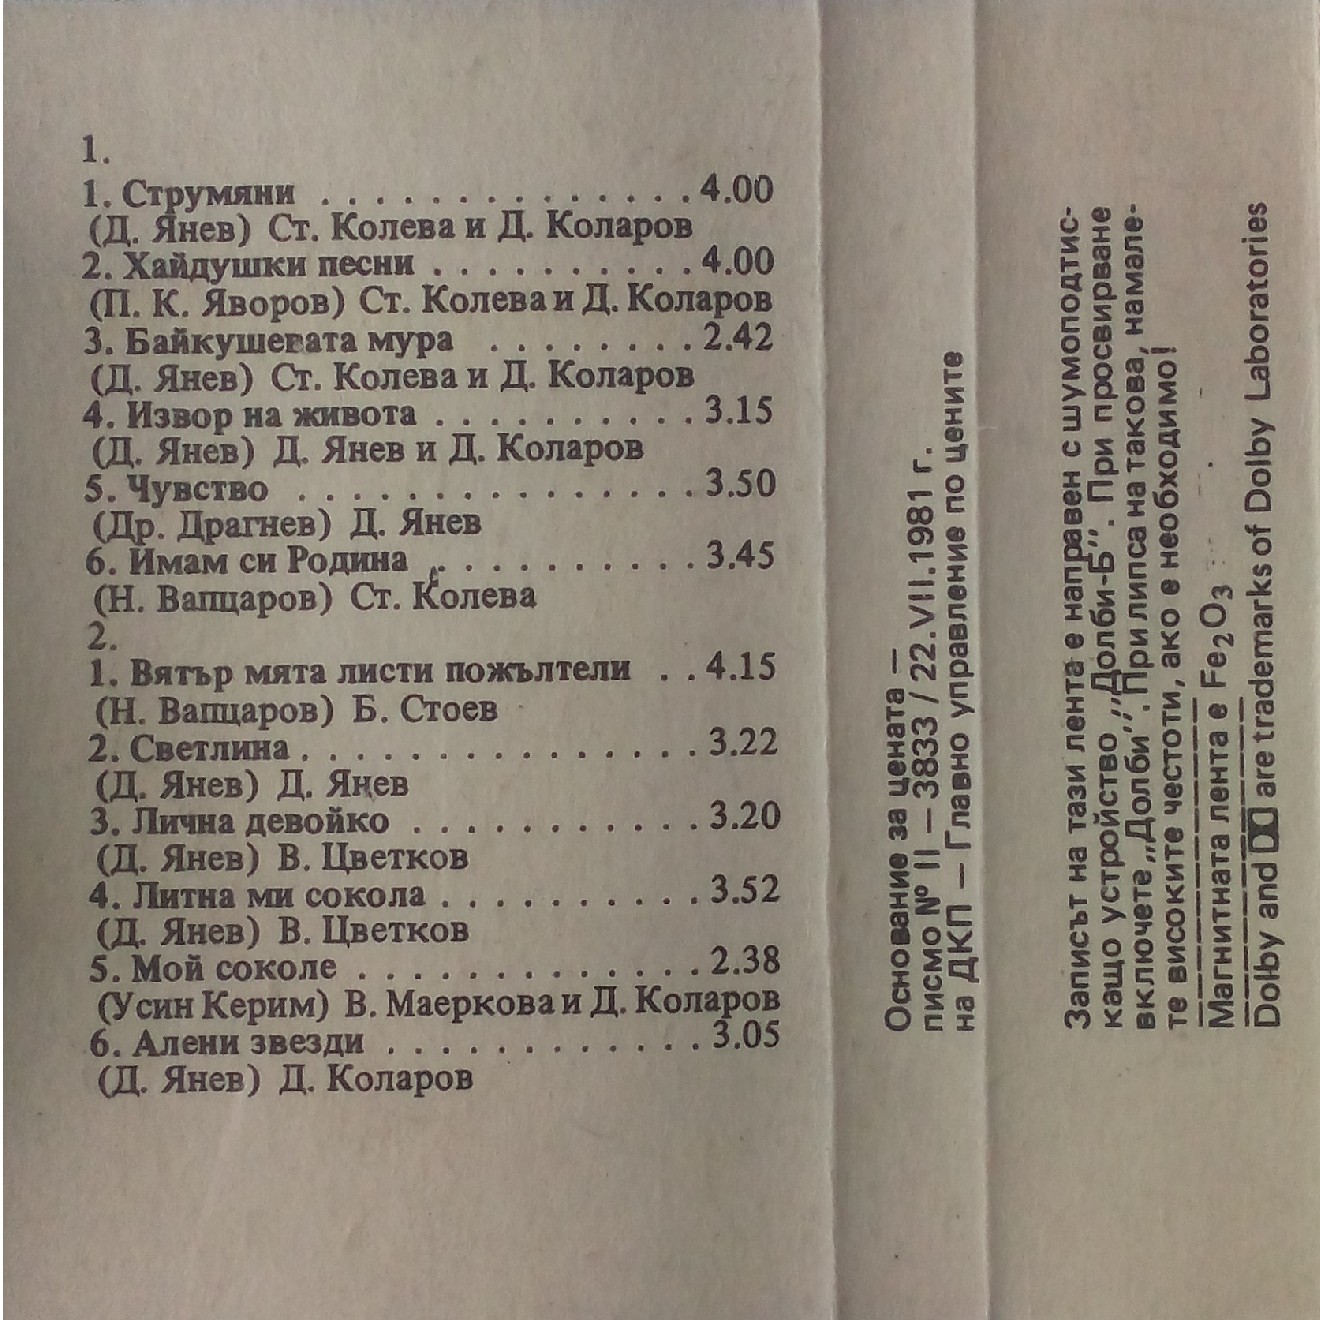 1.
1. Струмяни . . . . . . . . . . . . . . 4.00
(Д. Янев) Ст. Колева и Д. Коларов
2. Хайдушки песни . . . . . . . . . . 4.00
(П. К. Яворов) Ст. Колева и Д. Коларов
3. Байкушевата мура . . . . . . . . 2.42
(Д. Янев) Ст. Колева и Д. Коларов
4. Извор на живота . . . . . . . . . . 3.15
(Д. Янев) Д. Янев и Д. Коларов
5. Чувство . . . . . . . . . . . . . . . 3.50
(Др. Драгнев) Д. Янев
6. Имам си Родина . . . . . . . . . . 3.45
(Н. Вапцаров) Ст. Колева
2.
1. Вятър мята листи пожълтели . . 4.15
(Н. Вапцаров) Б. Стоев
2. Светлина . . . . . . . . . . . . . . . 3.22
(Д. Янев) Д. Янев
3. Лична девойко . . . . . . . . . . . 3.20
(Д. Янев) В. Цветков
4. Литна ми сокола . . . . . . . . . . 3.52
(Д. Янев) В. Цветков
5. Мой соколе . . . . . . . . . . . . . 2.38
(Усин Керим) В. Маеркова и Д. Коларов
6. Алени звезди . . . . . . . . . . . . 3.05
(Д. Янев) Д. Коларов
Основание за цената —
писмо № II — 3833 / 22.VII.1981 г.
на ДКП — Главно управление по цените
Записът на тази лента е направен с шумоподтис-
кащо устройство „Долби-Б". При просвирване
включете „Долби". При липса на такова, намале-
те високите честоти, ако е необходимо!
Магнитната лента е Fe2O3
Dolby and are trademarks of Dolby Laboratories